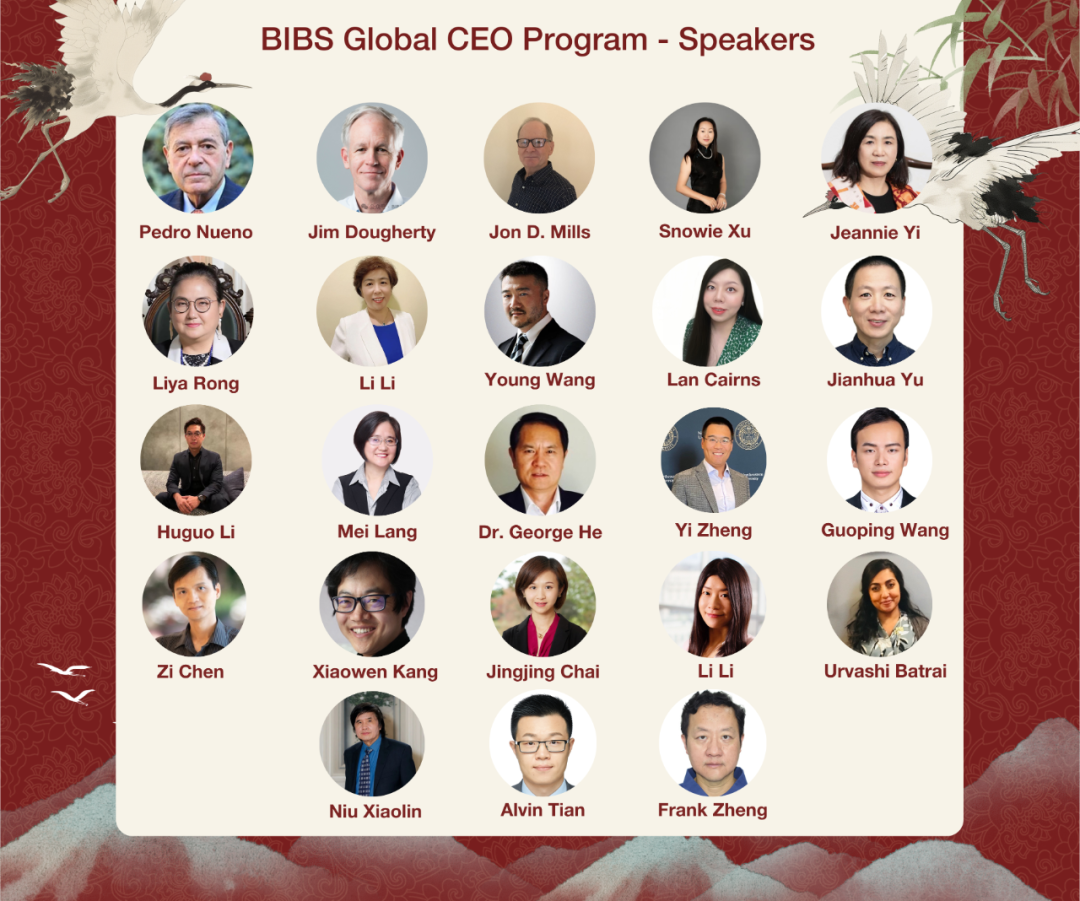 BIBS Global CEO Program - Speakers
Pedro Nueno
Jim Dougherty
Jon D. Mills
Snowie Xu
Jeannie Yi
Liya Rong
Li Li
Young Wang
Lan Cairns
Jianhua Yu
Huguo Li
Mei Lang
Dr. George He
Yi Zheng
Guoping Wang
Zi Chen
Xiaowen Kang
Jingjing Chai
Li Li
Urvashi Batrai
Niu Xiaolin
Alvin Tian
Frank Zheng